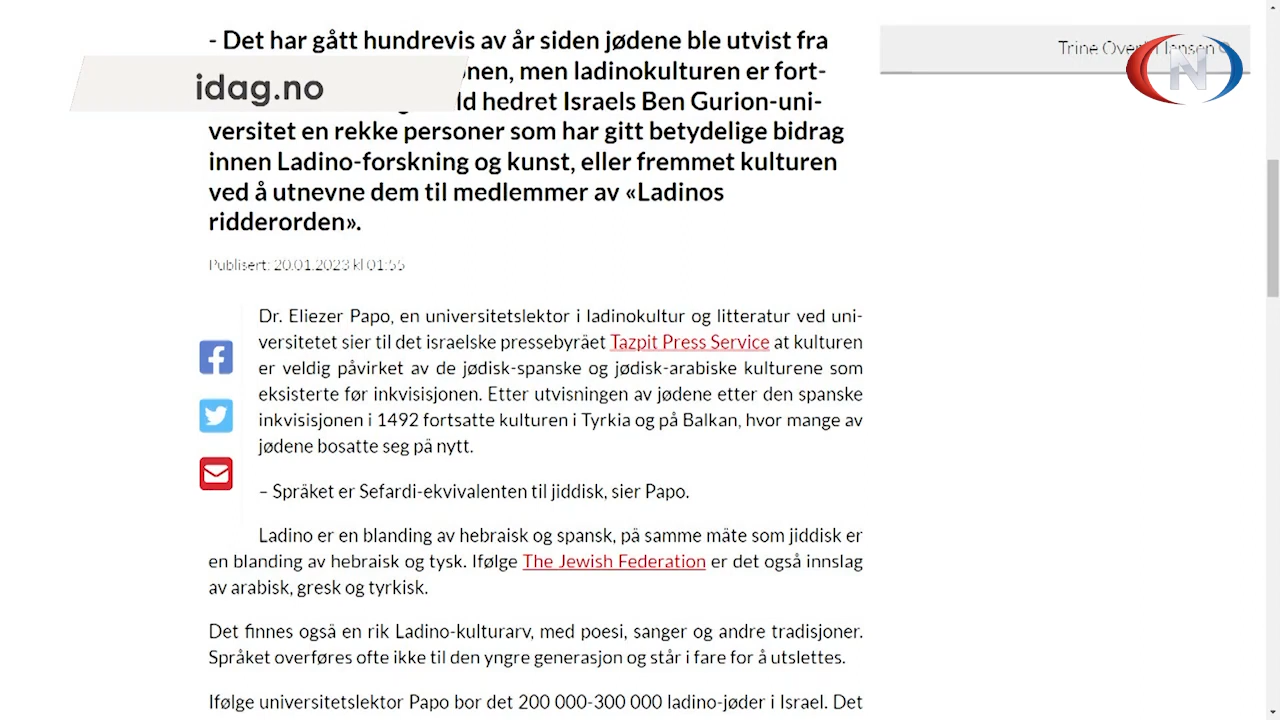 - Det har gått hundrevis av år siden jødene ble utvist fra
idag.no
men ladinokulturen er fort-
hedret Israels Ben Gurion-uni-
versitet en rekke personer som har gitt betydelige bidrag
innen Ladino-forskning og kunst, eller fremmet kulturen
ved å utnevne dem til medlemmer av «Ladinos
ridderorden».
Trine
N
Publisert: 20.01.2023 kl 01:55
Dr. Eliezer Papo, en universitetslektor i ladinokultur og litteratur ved uni-
versitetet sier til det israelske pressebyrået Tazpit Press Service at kulturen
er veldig påvirket av de jødisk-spanske og jødisk-arabiske kulturene som
eksisterte før inkvisisjonen. Etter utvisningen av jødene etter den spanske
inkvisisjonen i 1492 fortsatte kulturen i Tyrkia og på Balkan, hvor mange av
jødene bosatte seg på nytt.
– Språket er Sefardi-ekvivalenten til jiddisk, sier Papo.
Ladino er en blanding av hebraisk og spansk, på samme måte som jiddisk er
en blanding av hebraisk og tysk. Ifølge The Jewish Federation er det også innslag
av arabisk, gresk og tyrkisk.
Det finnes også en rik Ladino-kulturarv, med poesi, sanger og andre tradisjoner.
Språket overføres ofte ikke til den yngre generasjon og står i fare for å utslettes.
Ifølge universitetslektor Papo bor det 200 000-300 000 ladino-jøder i Israel. Det